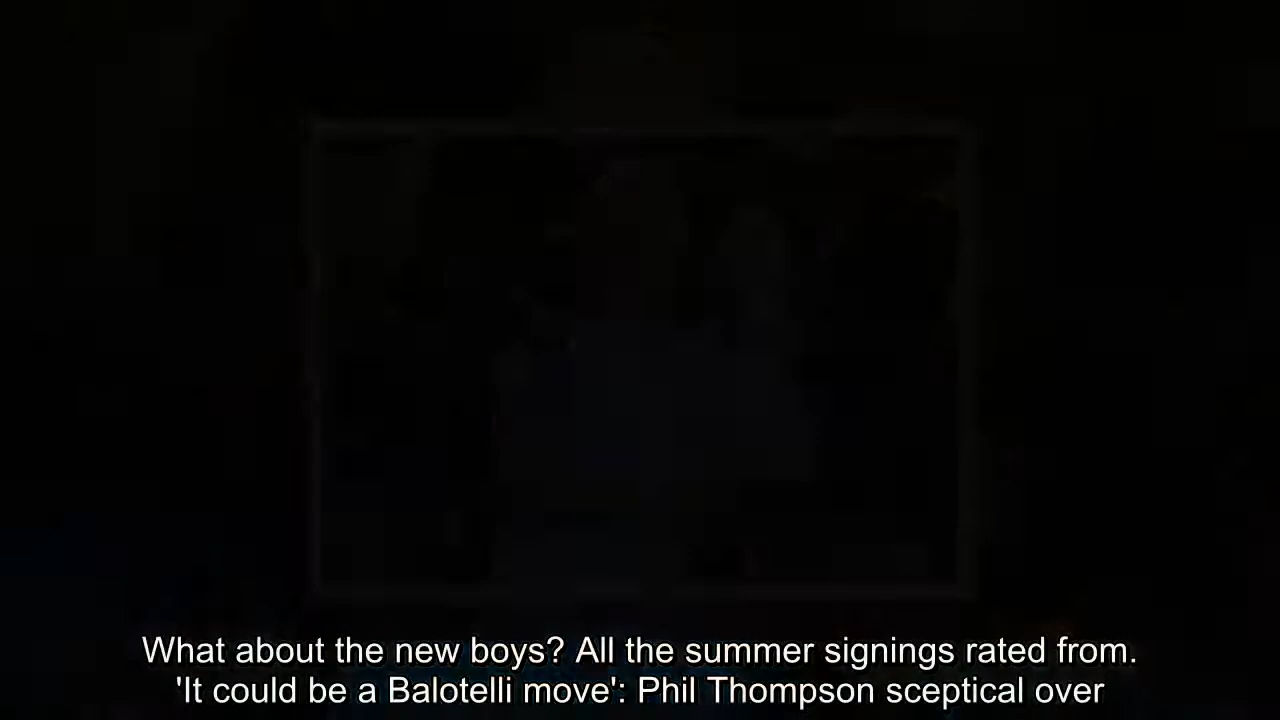 What about the new boys? All the summer signings rated from.
'It could be a Balotelli move': Phil Thompson sceptical over